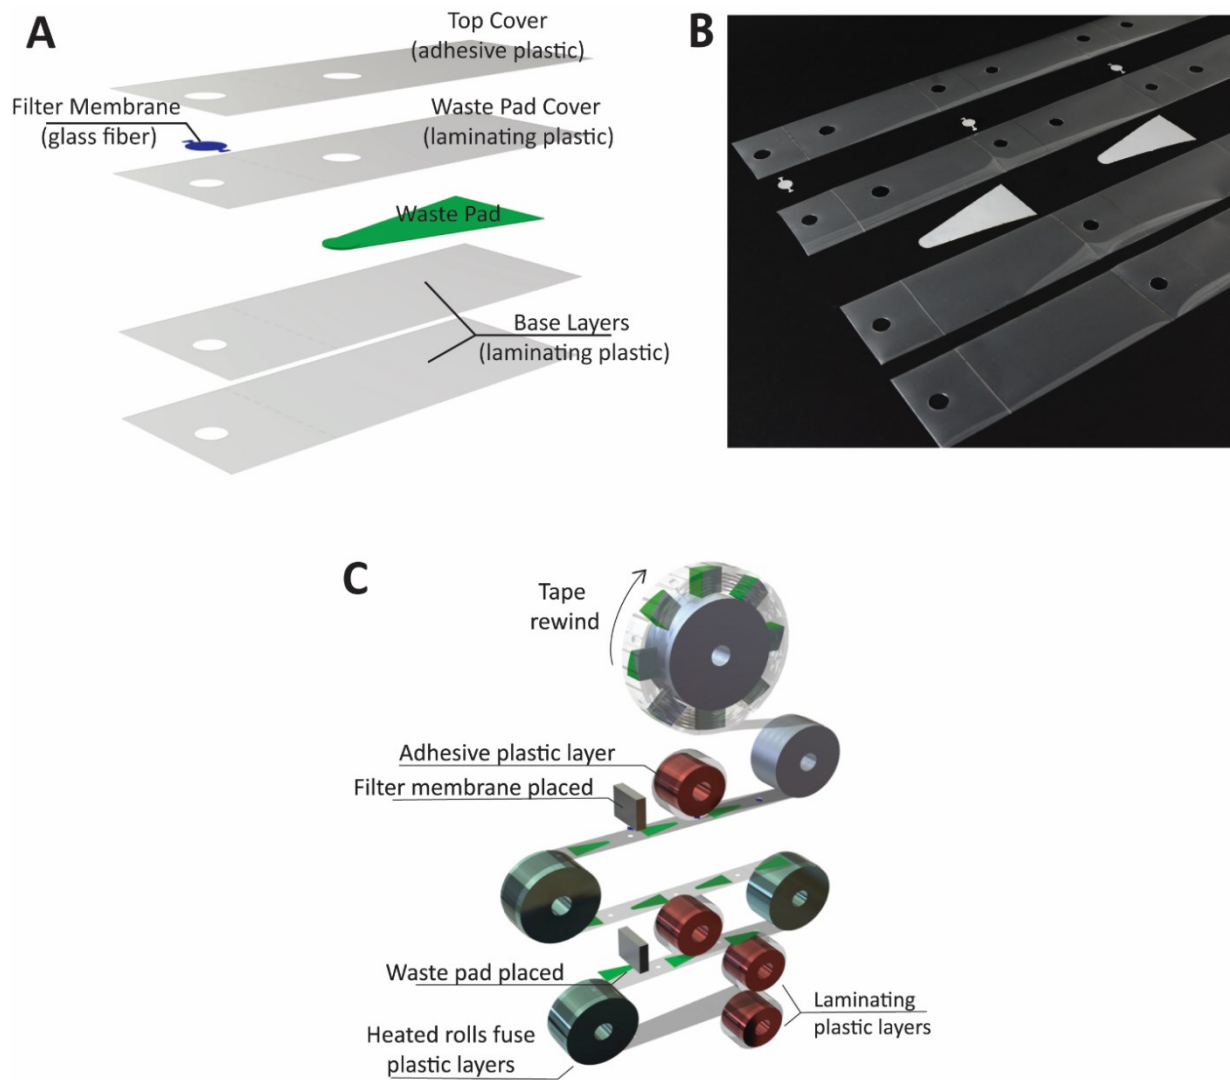 A
Top Cover
(adhesive plastic)
Filter Membrane
(glass fiber)
Waste Pad Cover
(laminating plastic)
Waste Pad
Base Layers
(laminating plastic)
B
C
Tape
rewind
Adhesive plastic layer
Filter membrane placed
Waste pad placed
Heated rolls fuse
plastic layers
Laminating
plastic layers